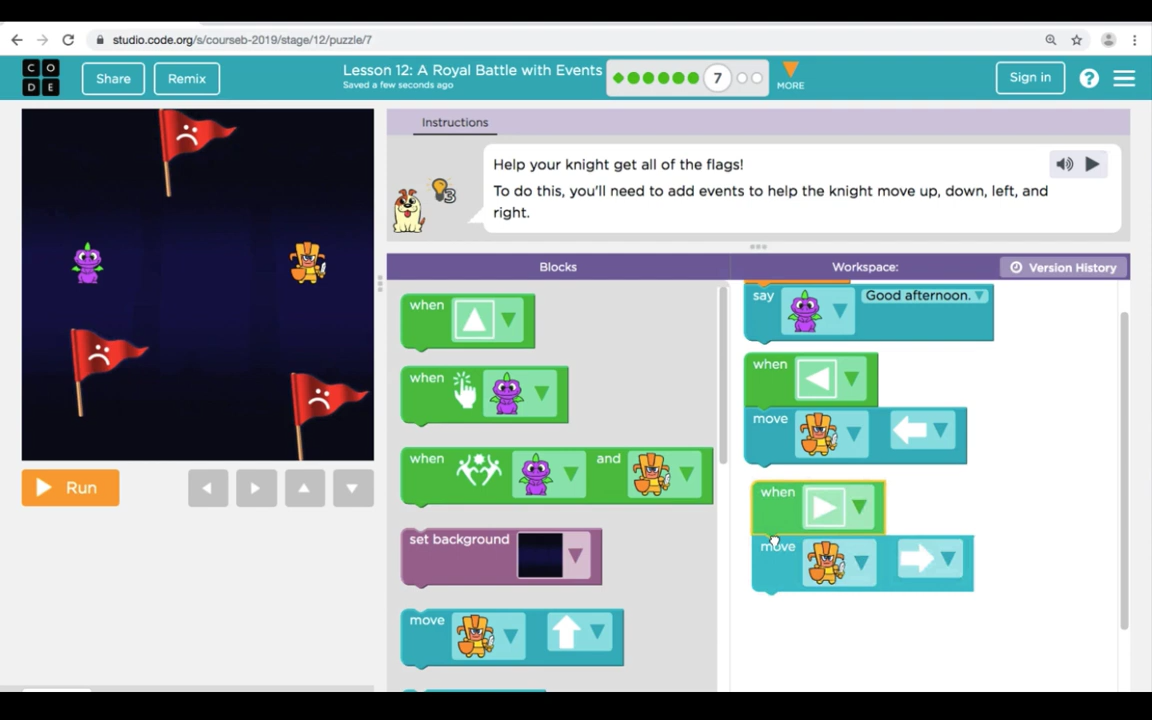 studio.code.org/s/courseb-2019/stage/12/puzzle/7
C O
D E
Share
Remix
Lesson 12: A Royal Battle with Events
Saved a few seconds ago
7
MORE
Sign in
?
Instructions
3
Help your knight get all of the flags!
To do this, you'll need to add events to help the knight move up, down, left, and
right.
Blocks
Workspace:
Version History
when
when
when and
set background
move
say Good afternoon.
when
move
when
move
Run